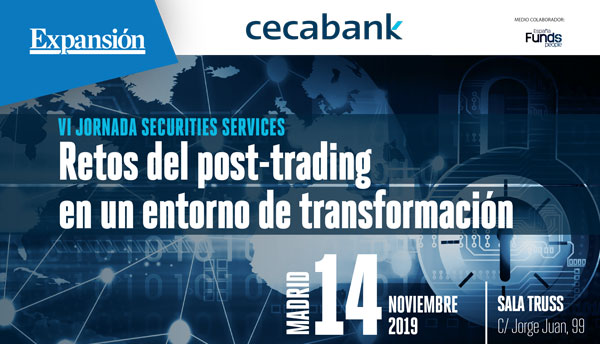 Expansión
cecabank
MEDIO COLABORADOR:
España
Funds
people
VI JORNADA SECURITIES SERVICES
Retos del post-trading
en un entorno de transformación
MADRID
14
NOVIEMBRE
2019
SALA TRUSS
C/ Jorge Juan, 99